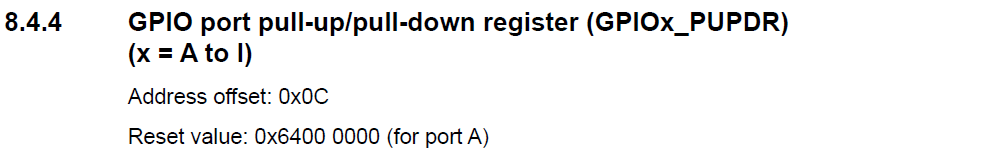 8.4.4 GPIO port pull-up/pull-down register (GPIOx_PUPDR)
(x = A to I)
Address offset: 0x0C
Reset value: 0x6400 0000 (for port A)